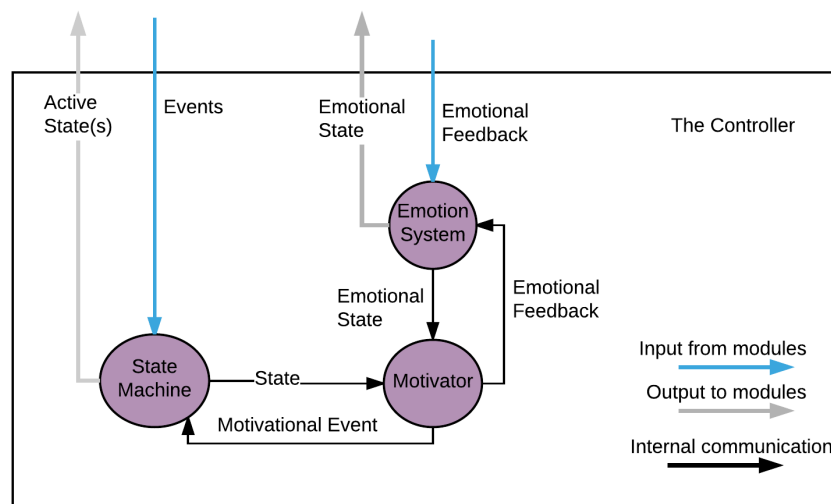 Active
State(s)
Events
Emotional
State
Emotional
Feedback
The Controller
Emotion
System
Emotional
State
Emotional
Feedback
State
Machine
State
Motivator
Motivational Event
Input from modules
Output to modules
Internal communication